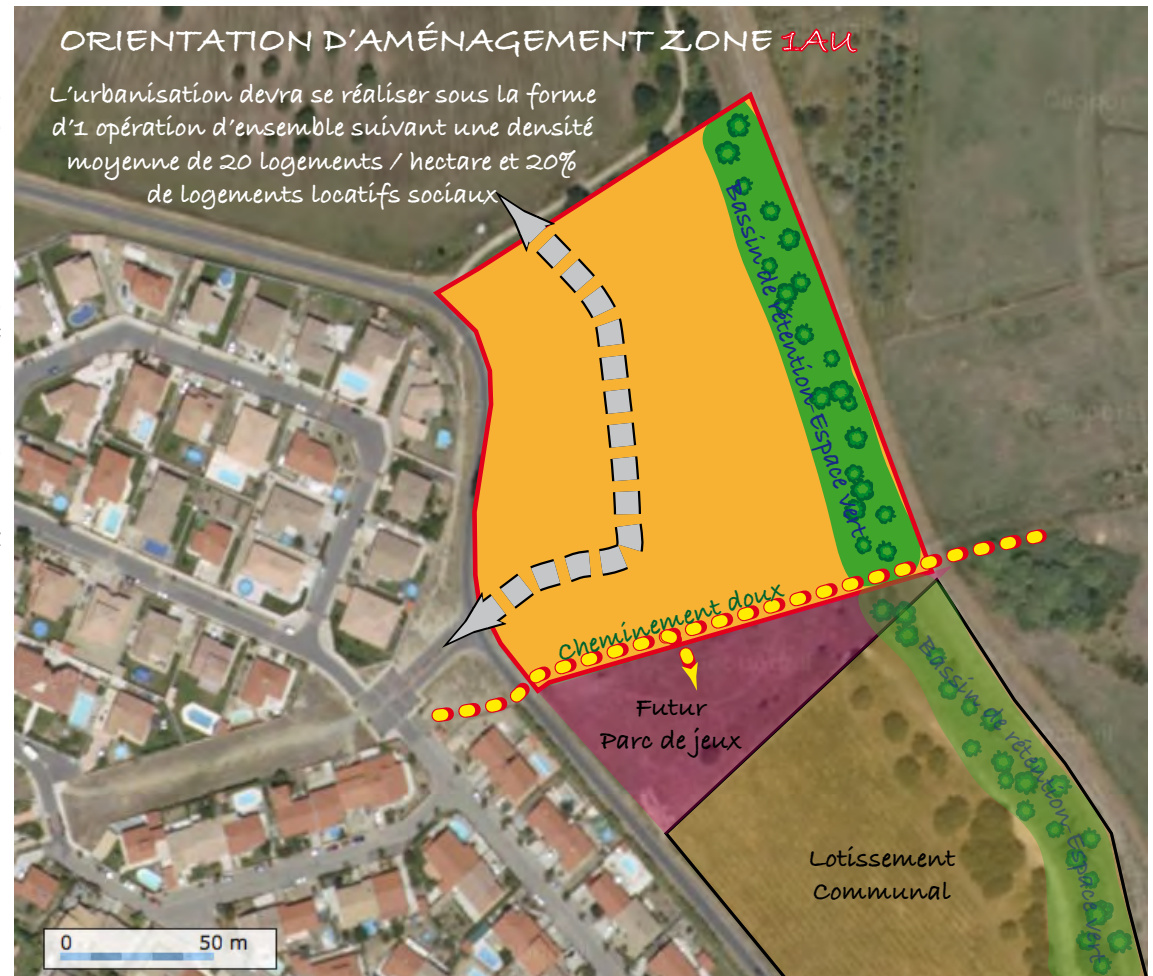 ORIENTATION D'AMÉNAGEMENT ZONE 1AU
L'urbanisation devra se réaliser sous la forme
d'1 opération d'ensemble suivant une densité
moyenne de 20 logements / hectare et 20%
de logements locatifs sociaux
Bassin de rétention Espace vert
Cheminement doux
Futur
Parc de jeux
Bassin de rétention Espace vert
Lotissement
Communal
0 50 m